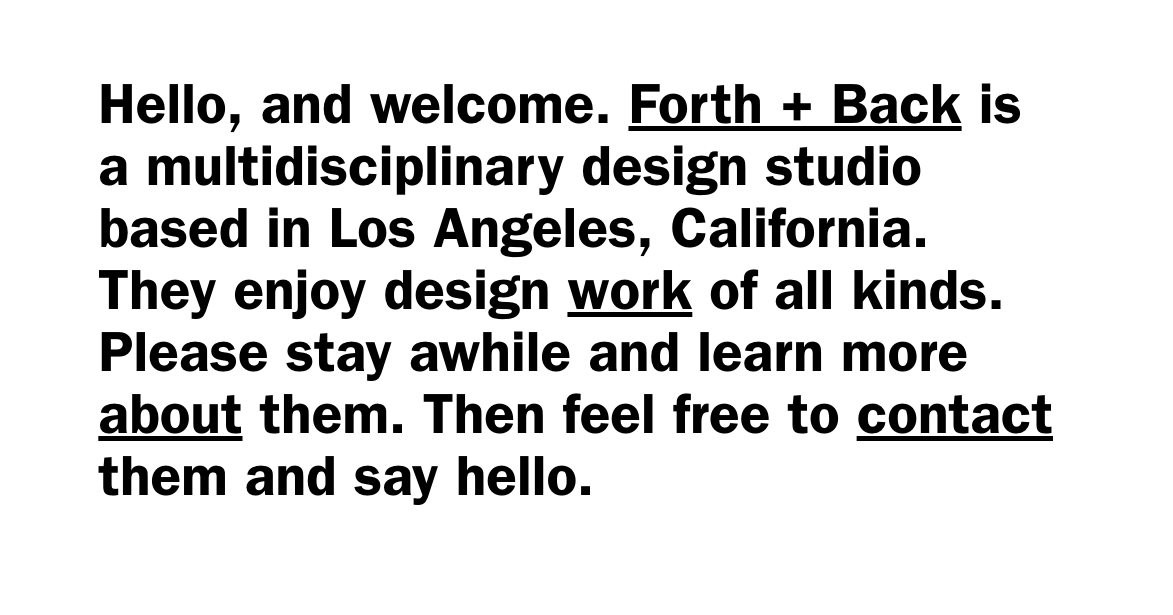 Hello, and welcome. Forth + Back is
a multidisciplinary design studio
based in Los Angeles, California.
They enjoy design work of all kinds.
Please stay awhile and learn more
about them. Then feel free to contact
them and say hello.